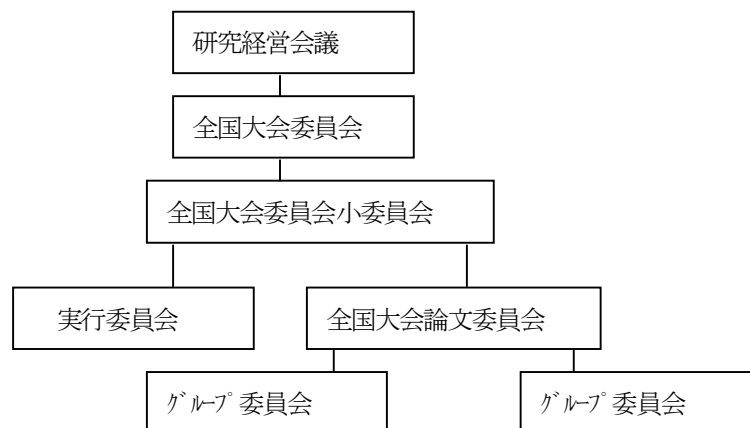 研究経営会議
全国大会委員会
全国大会委員会小委員会
実行委員会
全国大会論文委員会
グループ委員会
グループ委員会